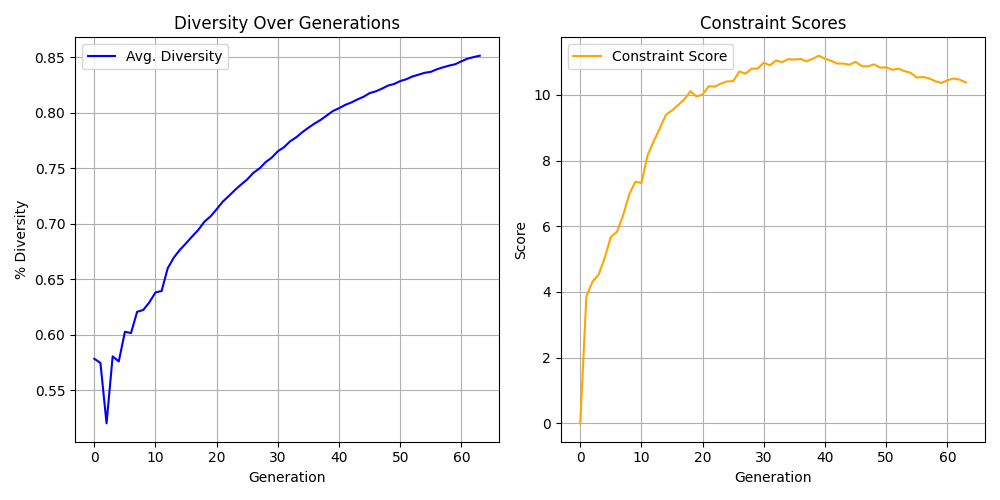 Diversity Over Generations
Avg. Diversity
% Diversity
0.85
0.80
0.75
0.70
0.65
0.60
0.55
0 10 20 30 40 50 60
Generation
Constraint Scores
Constraint Score
Score
10
8
6
4
2
0
0 10 20 30 40 50 60
Generation